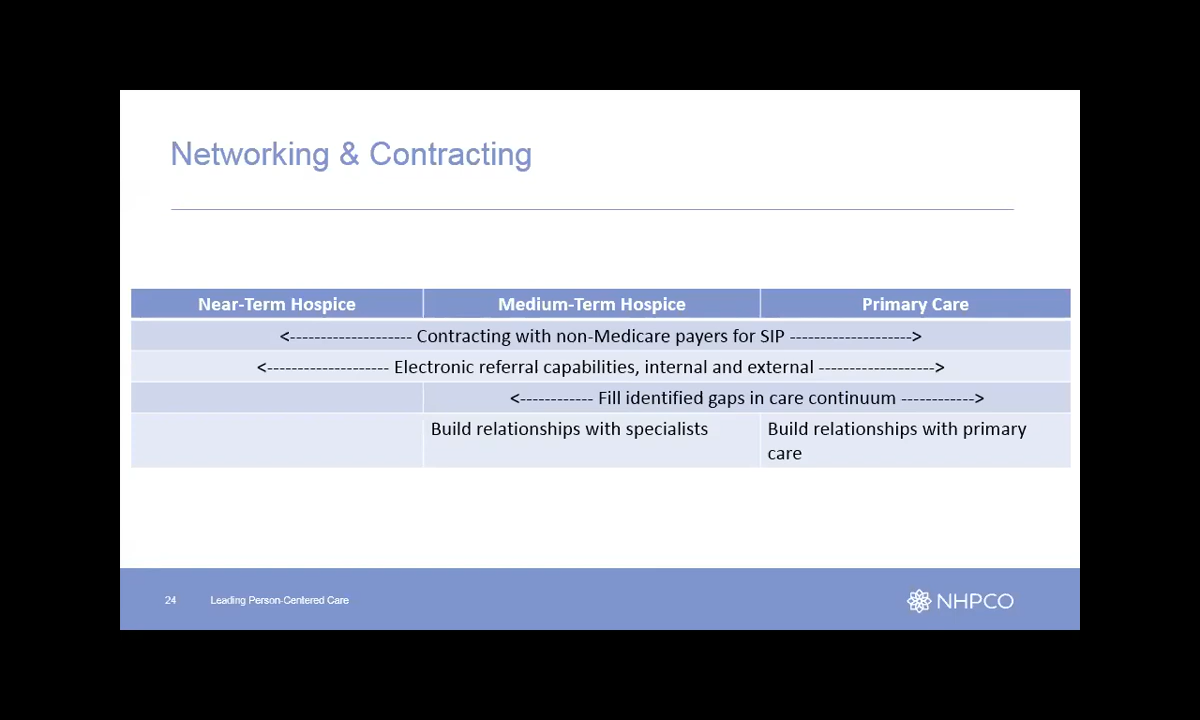 Networking & Contracting
Near-Term Hospice Medium-Term Hospice Primary Care
<-------------------- Contracting with non-Medicare payers for SIP -------------------->
<-------------------- Electronic referral capabilities, internal and external ------------------->
<------------ Fill identified gaps in care continuum ------------>
Build relationships with specialists Build relationships with primary
care
24 Leading Person-Centered Care NHPCO